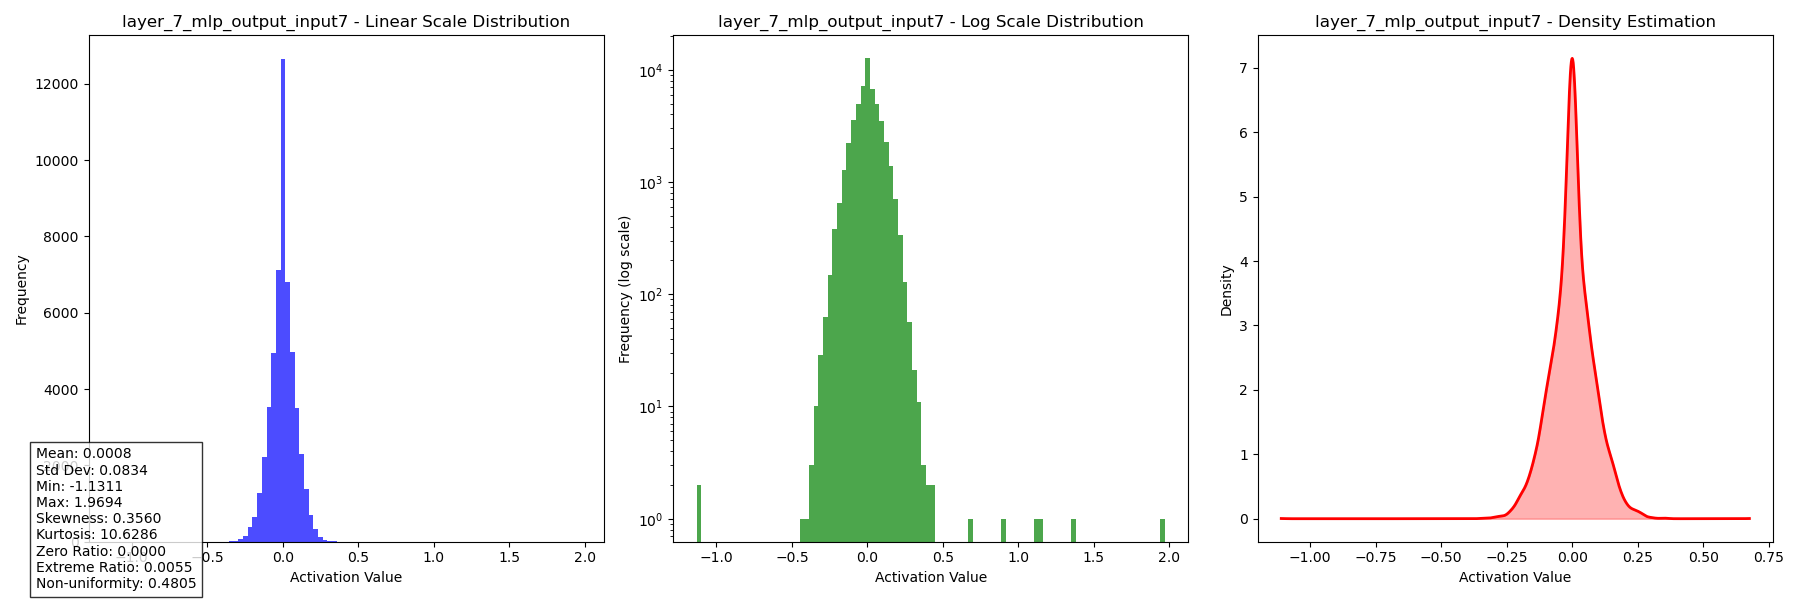 layer_7_mlp_output_input7 - Linear Scale Distribution
12000
10000
8000
6000
4000
Frequency
−0.5
0.0
0.5
1.0
1.5
2.0
Activation Value
Mean: 0.0008
Std Dev: 0.0834
Min: -1.1311
Max: 1.9694
Skewness: 0.3560
Kurtosis: 10.6286
Zero Ratio: 0.0000
Extreme Ratio: 0.0055
Non-uniformity: 0.4805
layer_7_mlp_output_input7 - Log Scale Distribution
10⁴
10³
10²
10¹
10⁰
Frequency (log scale)
−1.0
−0.5
0.0
0.5
1.0
1.5
2.0
Activation Value
layer_7_mlp_output_input7 - Density Estimation
7
6
5
4
3
2
1
0
Density
−1.00
−0.75
−0.50
−0.25
0.00
0.25
0.50
0.75
Activation Value